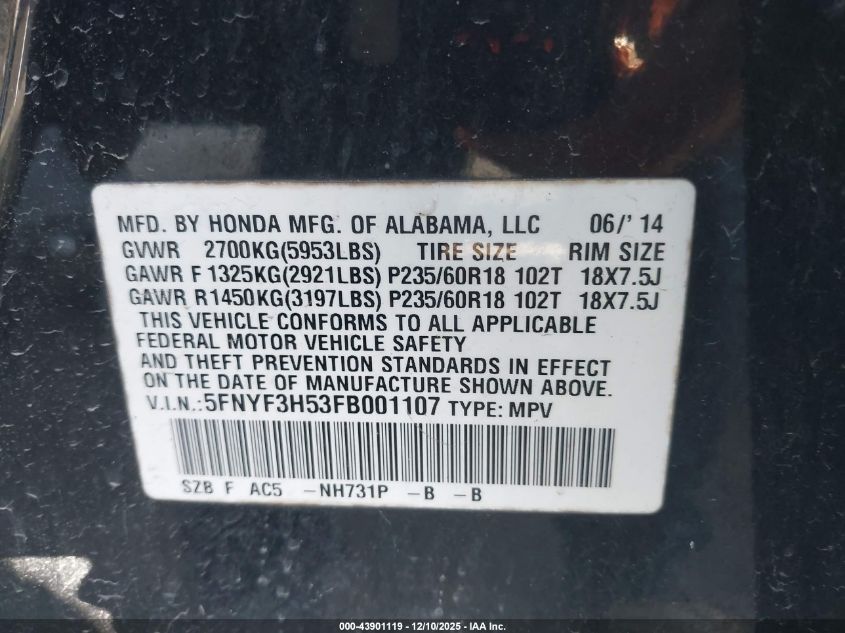 MFD. BY HONDA MFG. OF ALABAMA, LLC 06/' 14
GVWR 2700KG(5953LBS) TIRE SIZE RIM SIZE
GAWR F 1325KG(2921LBS) P235/60R18 102T 18X7.5J
GAWR R1450KG(3197LBS) P235/60R18 102T 18X7.5J
THIS VEHICLE CONFORMS TO ALL APPLICABLE
FEDERAL MOTOR VEHICLE SAFETY
AND THEFT PREVENTION STANDARDS IN EFFECT
ON THE DATE OF MANUFACTURE SHOWN ABOVE.
V.I.N.:5FNYF3H53FB001107 TYPE: MPV
SZB F AC5 -NH731P -B -B
000-43901119 - 12/10/2025 - IAA Inc.